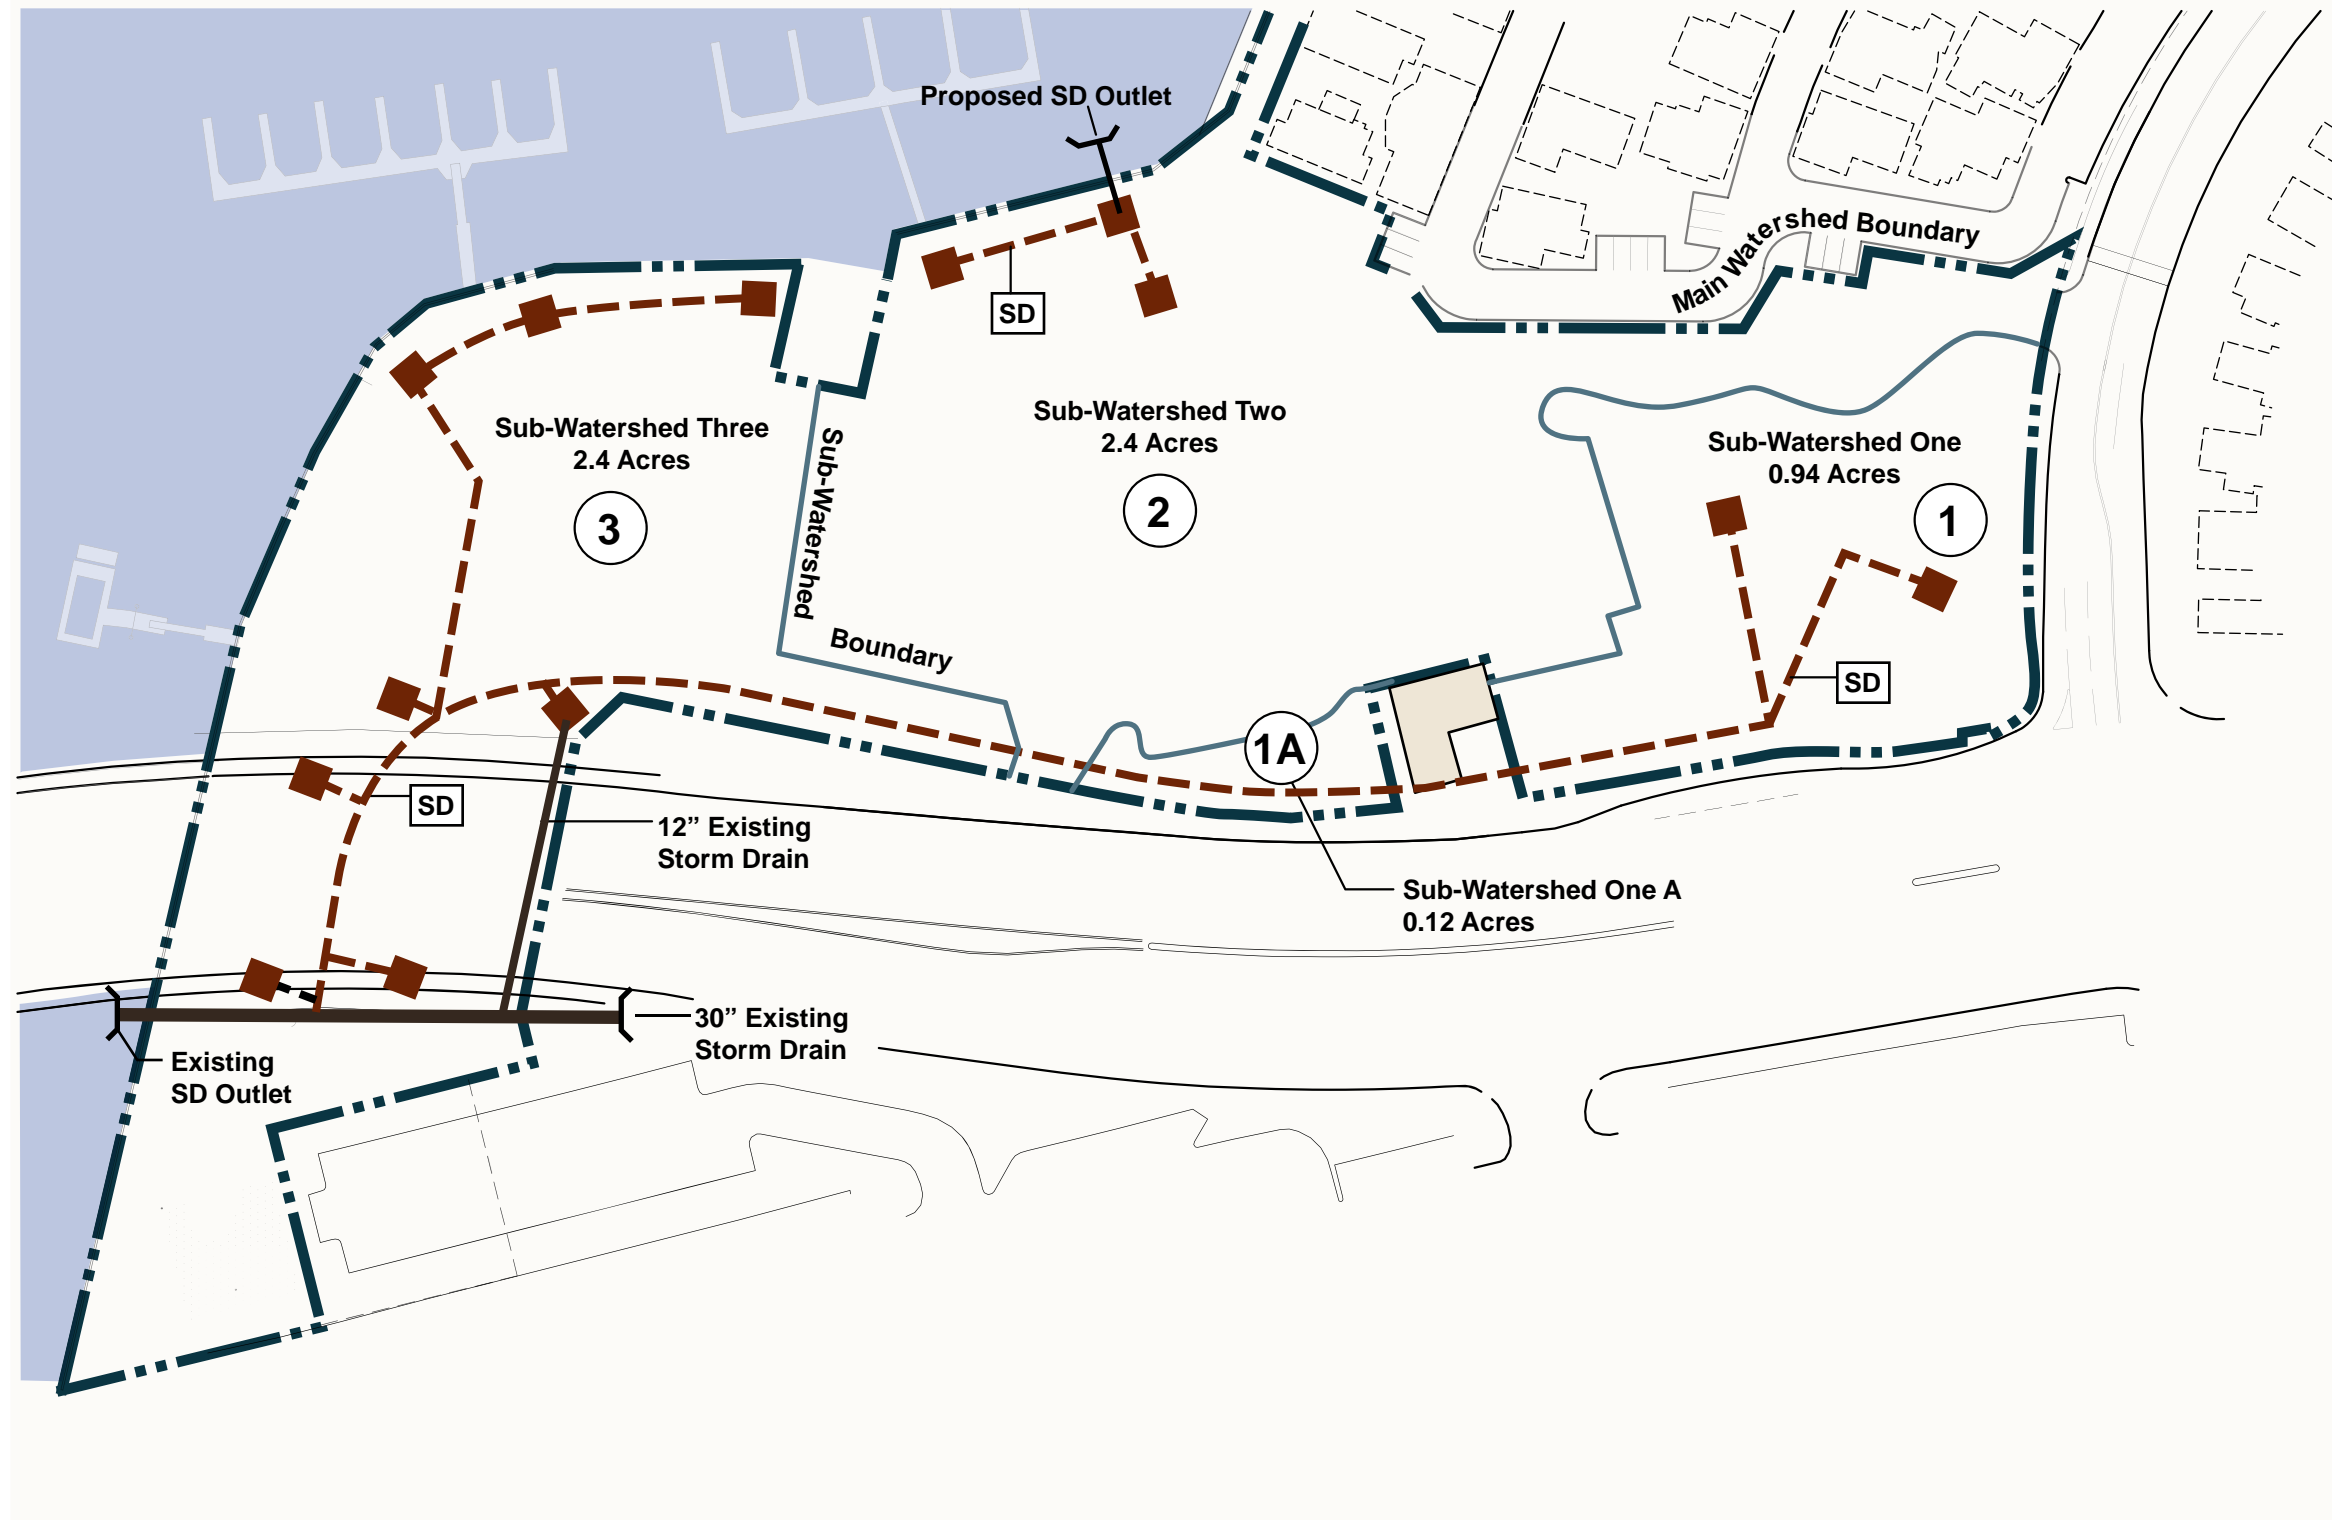 Proposed SD Outlet
Main Watershed Boundary
SD
Sub-Watershed Three
2.4 Acres
3
Sub-Watershed
Boundary
Sub-Watershed Two
2.4 Acres
2
Sub-Watershed One
0.94 Acres
1
SD
1A
SD
12” Existing
Storm Drain
Sub-Watershed One A
0.12 Acres
30” Existing
Storm Drain
Existing
SD Outlet